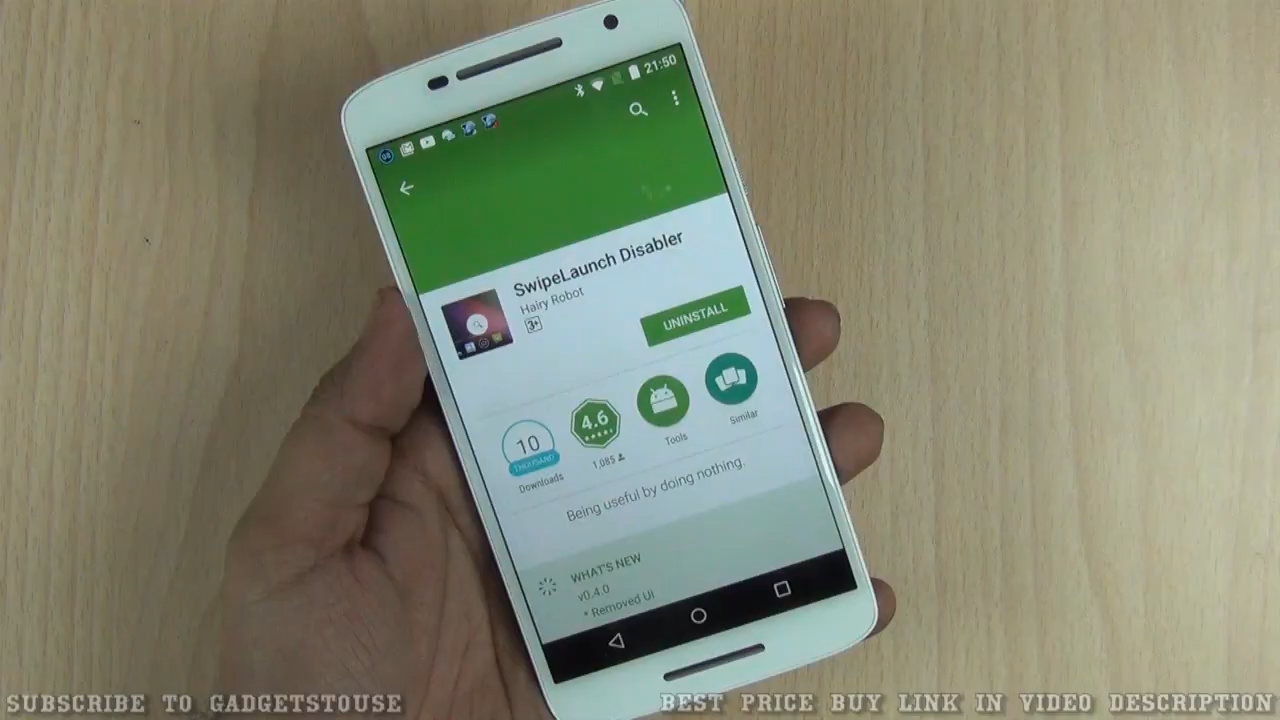 21:50
SwipeLaunch Disabler
Hairy Robot
3+
UNINSTALL
10
THOUSAND
Downloads
4.6
1,085
Tools
Similar
Being useful by doing nothing.
WHAT'S NEW
v0.4.0
* Removed UI
SUBSCRIBE TO GADGETSTOUSE
BEST PRICE BUY LINK IN VIDEO DESCRIPTION